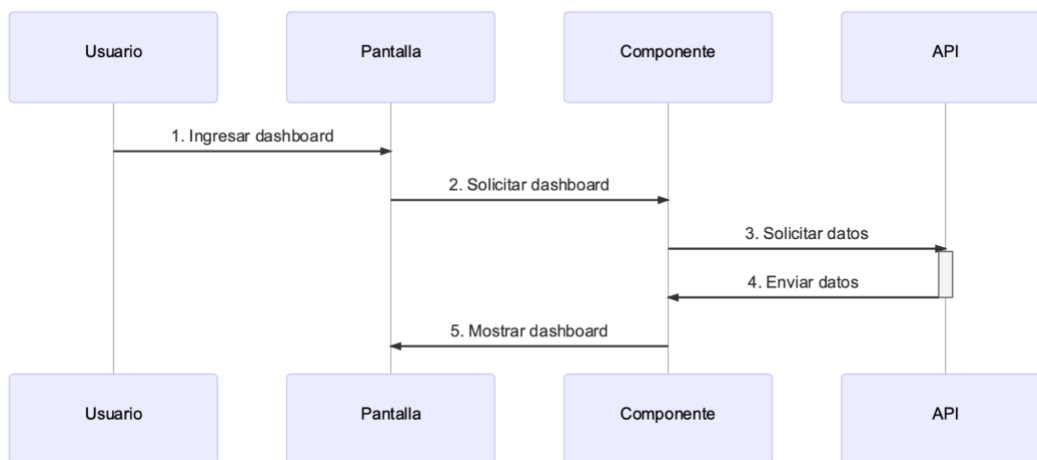 Usuario
Pantalla
Componente
API
1. Ingresar dashboard
2. Solicitar dashboard
3. Solicitar datos
4. Enviar datos
5. Mostrar dashboard
Usuario
Pantalla
Componente
API